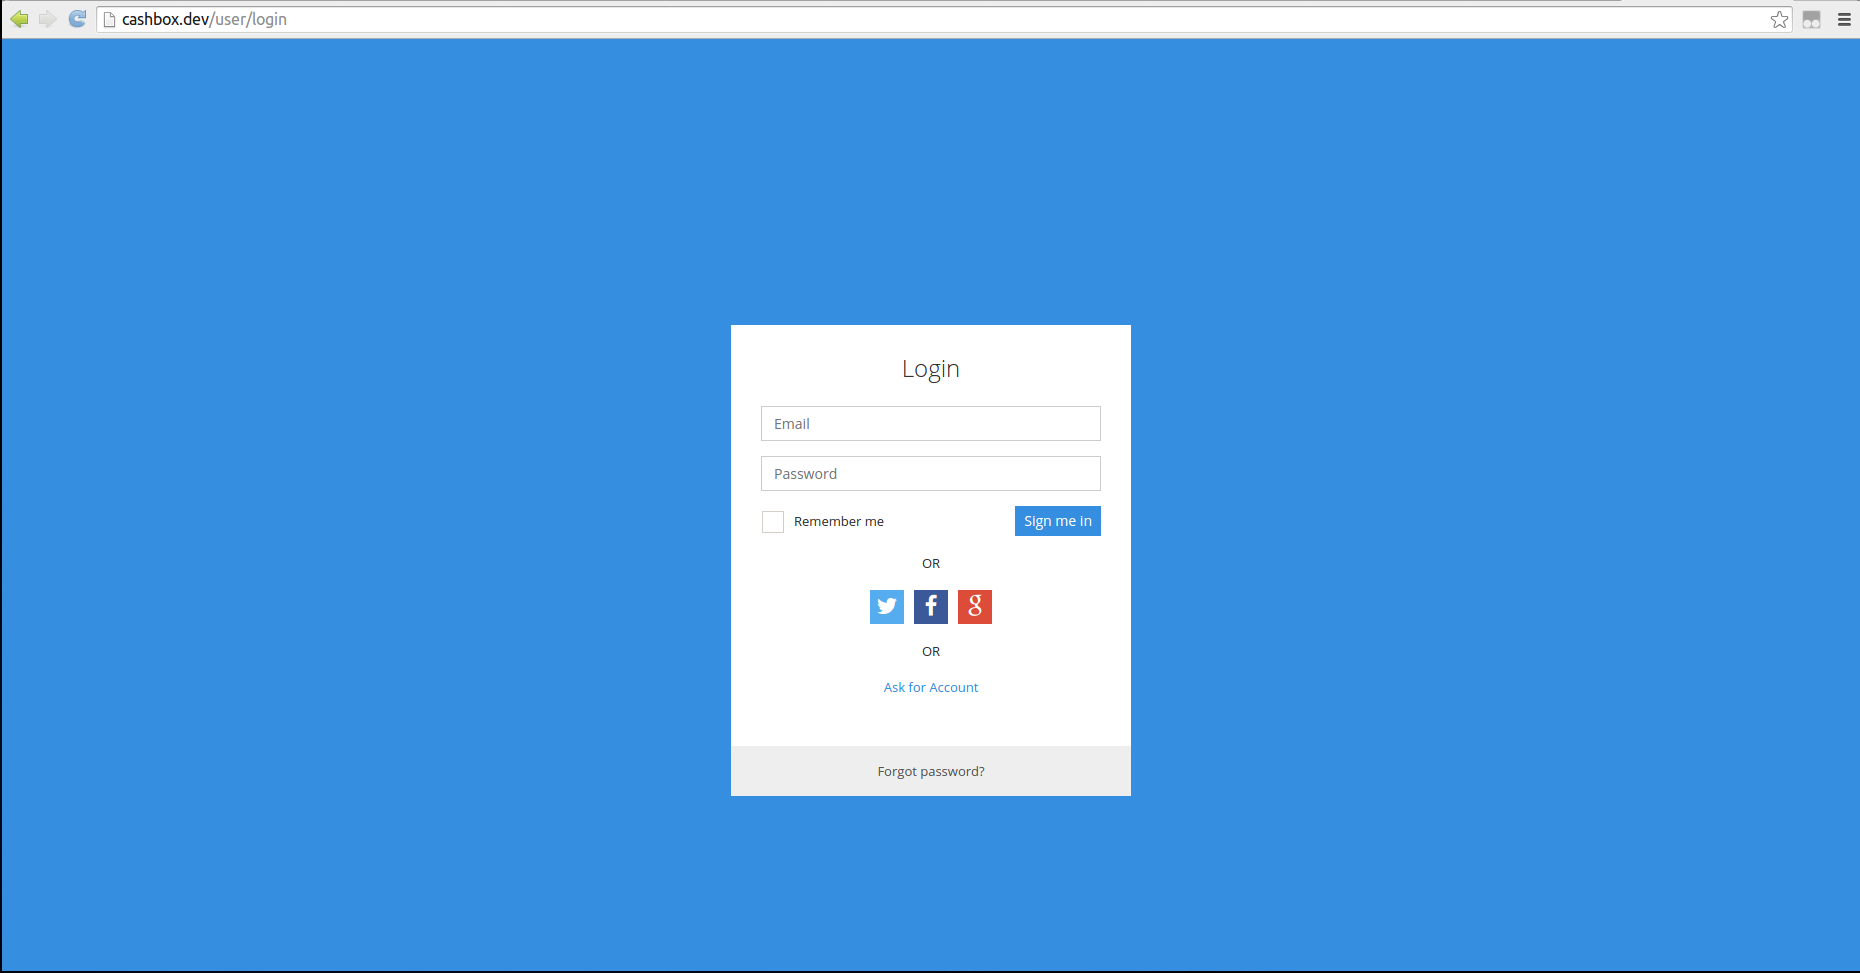 cashbox.dev/user/login
Login
Email
Password
Remember me
Sign me in
OR
OR
Ask for Account
Forgot password?